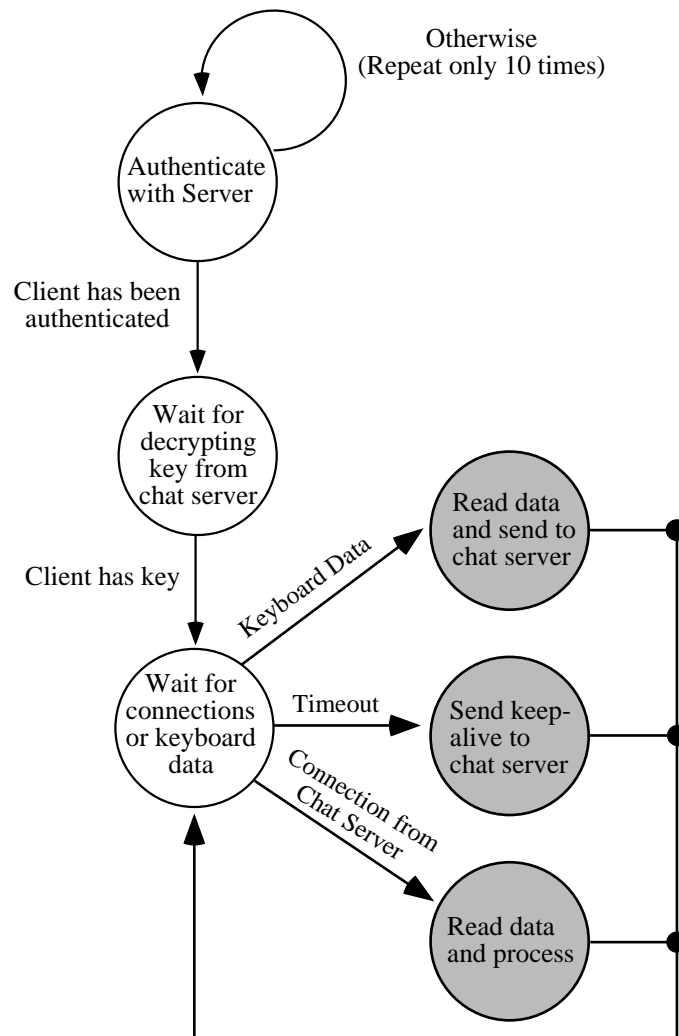 Otherwise
(Repeat only 10 times)
Authenticate
with Server
Client has been
authenticated
Wait for
decrypting
key from
chat server
Client has key
Wait for
connections
or keyboard
data
Keyboard Data
Read data
and send to
chat server
Timeout
Send keep-
alive to
chat server
Connection from
Chat Server
Read data
and process